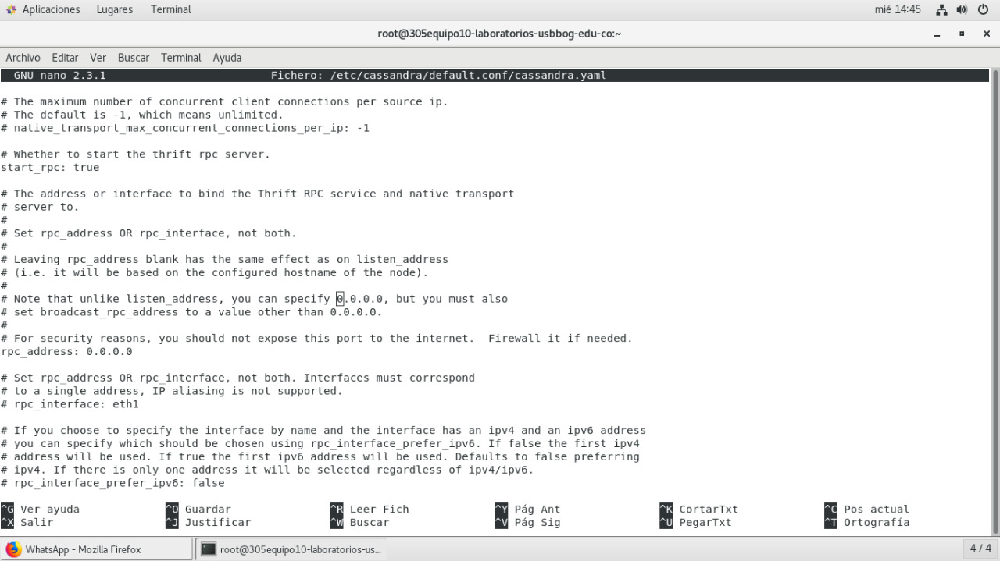 Aplicaciones Lugares Terminal mié 14:45
root@305equipo10-laboratorios-usbbog-edu-co:~
Archivo Editar Ver Buscar Terminal Ayuda
GNU nano 2.3.1 Fichero: /etc/cassandra/default.conf/cassandra.yaml
# The maximum number of concurrent client connections per source ip.
# The default is -1, which means unlimited.
# native_transport_max_concurrent_connections_per_ip: -1
# Whether to start the thrift rpc server.
start_rpc: true
# The address or interface to bind the Thrift RPC service and native transport
# server to.
#
# Set rpc_address OR rpc_interface, not both.
#
# Leaving rpc_address blank has the same effect as on listen_address
# (i.e. it will be based on the configured hostname of the node).
#
# Note that unlike listen_address, you can specify 0.0.0.0, but you must also
# set broadcast_rpc_address to a value other than 0.0.0.0.
#
# For security reasons, you should not expose this port to the internet.  Firewall it if needed.
rpc_address: 0.0.0.0
# Set rpc_address OR rpc_interface, not both. Interfaces must correspond
# to a single address, IP aliasing is not supported.
# rpc_interface: eth1
# If you choose to specify the interface by name and the interface has an ipv4 and an ipv6 address
# you can specify which should be chosen using rpc_interface_prefer_ipv6. If false the first ipv4
# address will be used. If true the first ipv6 address will be used. Defaults to false preferring
# ipv4. If there is only one address it will be selected regardless of ipv4/ipv6.
# rpc_interface_prefer_ipv6: false
^G Ver ayuda ^O Guardar ^R Leer Fich ^Y Pág Ant ^K CortarTxt ^C Pos actual
^X Salir ^J Justificar ^W Buscar ^V Pág Sig ^U PegarTxt ^T Ortografía
WhatsApp - Mozilla Firefox root@305equipo10-laboratorios-us... 4 / 4